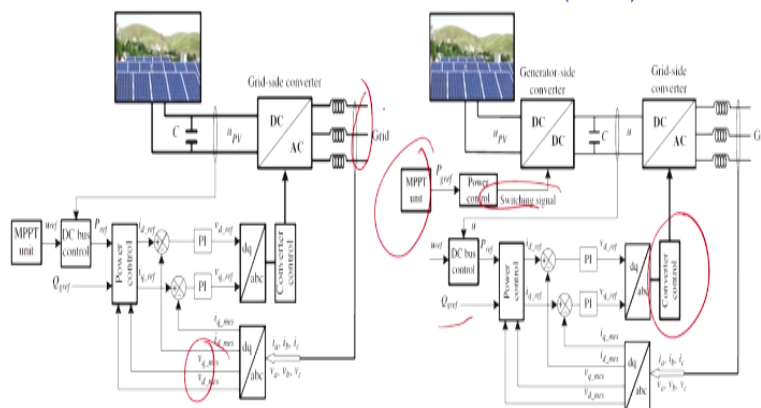 Grid-side converter
DC
AC
C
u_PV
Grid
MPPT unit
u_ref
DC bus control
P_ref
Q_gref
Power control
i_d_ref
i_q_ref
PI
PI
v_d_ref
v_q_ref
dq
abc
Converter control
i_q_mes
i_d_mes
v_q_mes
v_d_mes
dq
abc
i_a, i_b, i_c
v_a, v_b, v_c
Generator-side converter
Grid-side converter
DC
DC
DC
AC
u_PV
C
u
G
MPPT unit
P_gref
Power control
Switching signal
u
u_ref
DC bus control
P_ref
Q_gref
Power control
i_d_ref
i_q_ref
PI
PI
v_d_ref
v_q_ref
dq
abc
Converter control
i_q_mes
i_d_mes
v_q_mes
v_d_mes
dq
abc
i_a, i_b, i_c
v_a, v_b, v_c